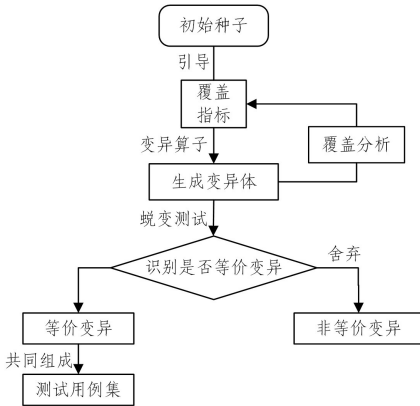 初始种子
引导
覆盖
指标
变异算子
覆盖分析
生成变异体
蜕变测试
识别是否等价变异
舍弃
等价变异
非等价变异
共同组成
测试用例集